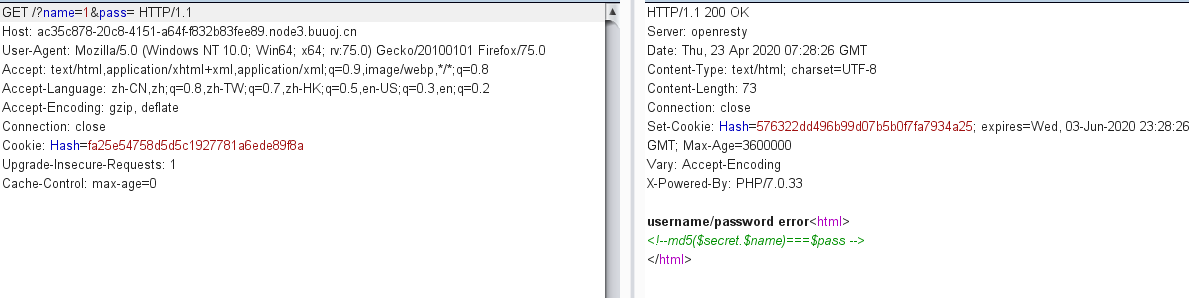 GET /?name=1&pass= HTTP/1.1
Host: ac35c878-20c8-4151-a64f-f832b83fee89.node3.buuoj.cn
User-Agent: Mozilla/5.0 (Windows NT 10.0; Win64; x64; rv:75.0) Gecko/20100101 Firefox/75.0
Accept: text/html,application/xhtml+xml,application/xml;q=0.9,image/webp,*/*;q=0.8
Accept-Language: zh-CN,zh;q=0.8,zh-TW;q=0.7,zh-HK;q=0.5,en-US;q=0.3,en;q=0.2
Accept-Encoding: gzip, deflate
Connection: close
Cookie: Hash=fa25e54758d5d5c1927781a6ede89f8a
Upgrade-Insecure-Requests: 1
Cache-Control: max-age=0
HTTP/1.1 200 OK
Server: openresty
Date: Thu, 23 Apr 2020 07:28:26 GMT
Content-Type: text/html; charset=UTF-8
Content-Length: 73
Connection: close
Set-Cookie: Hash=576322dd496b99d07b5b0f7fa7934a25; expires=Wed, 03-Jun-2020 23:28:26
GMT; Max-Age=3600000
Vary: Accept-Encoding
X-Powered-By: PHP/7.0.33
username/password error<html>
<!--md5($secret.$name)===$pass -->
</html>